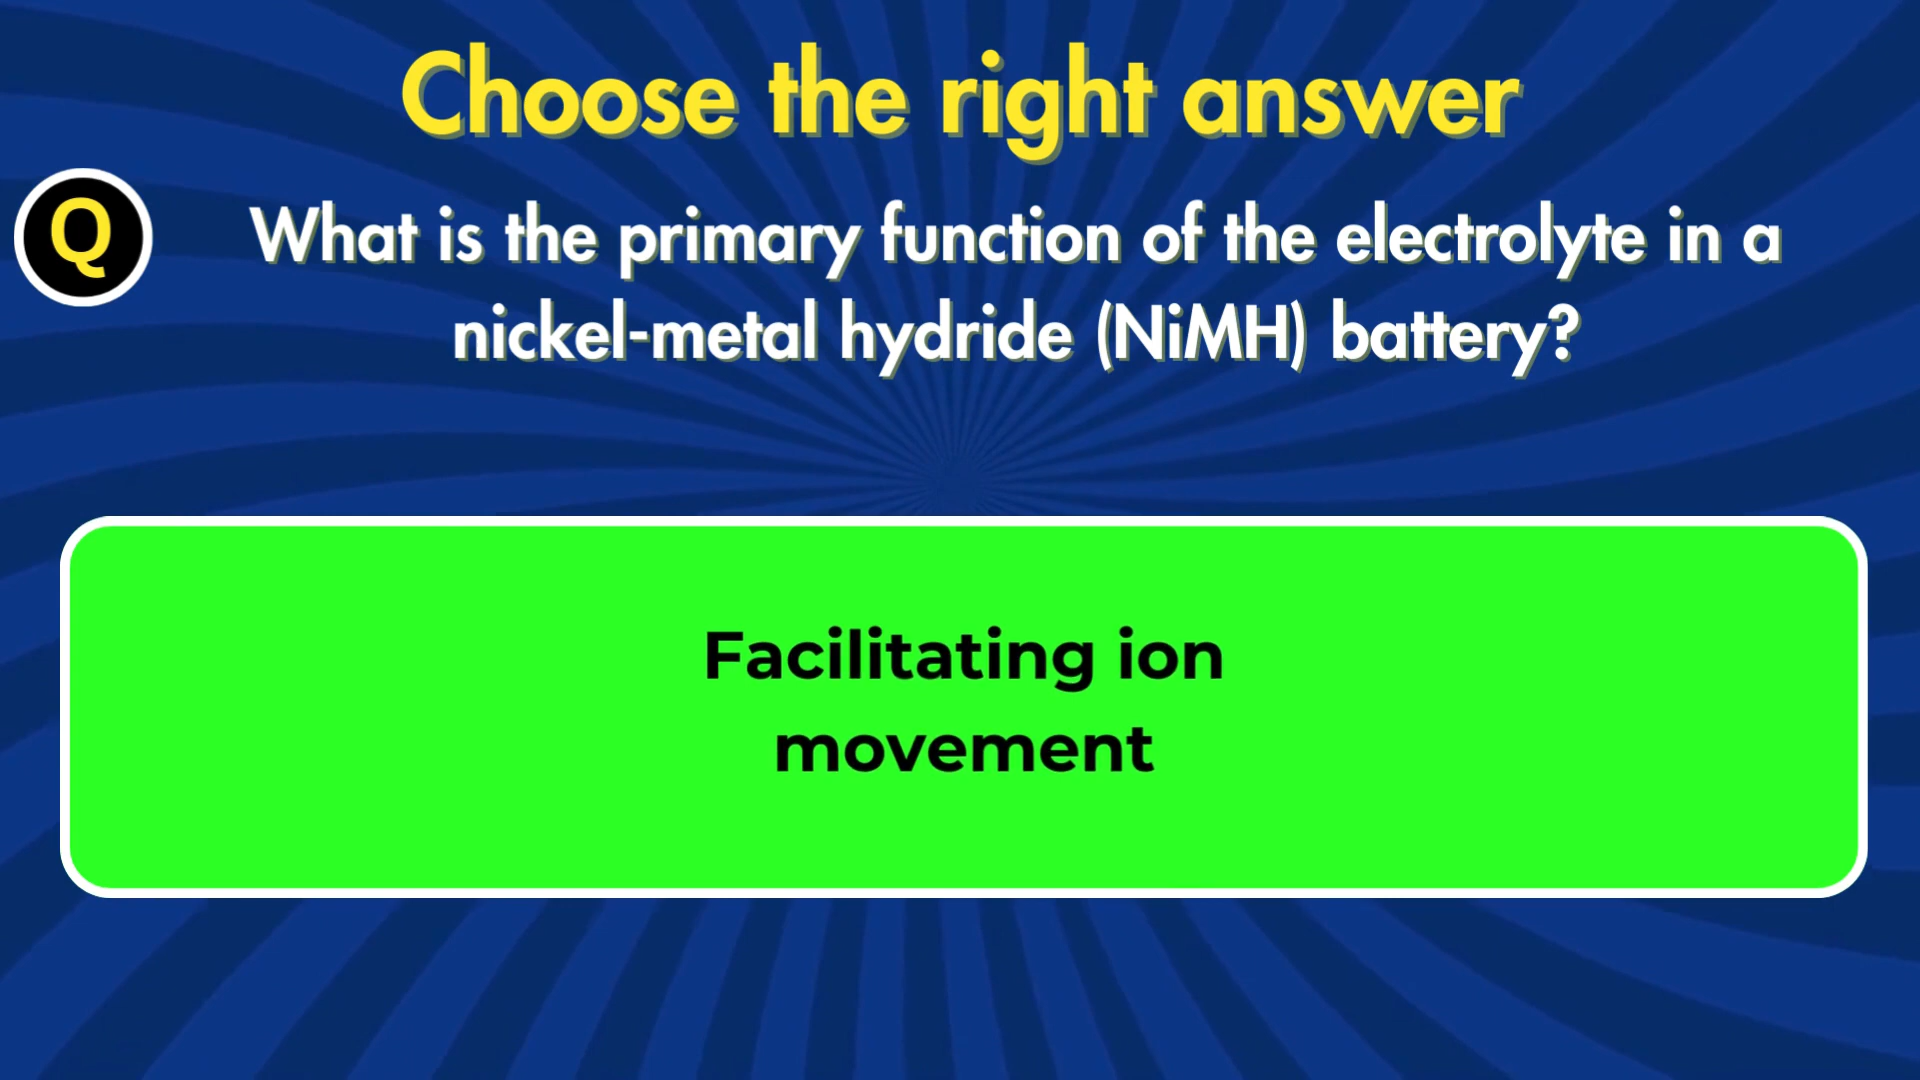 Choose the right answer
Q
What is the primary function of the electrolyte in a
nickel-metal hydride (NiMH) battery?
Facilitating ion
movement